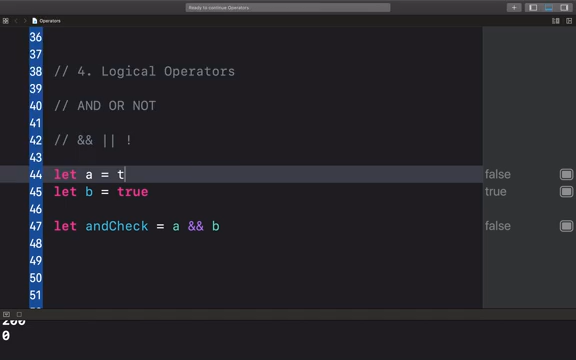 Ready to continue Operators
Operators
36
37
38 // 4. Logical Operators
39
40 // AND OR NOT
41
42 // && || !
43
44 let a = t false
45 let b = true true
46
47 let andCheck = a && b false
48
49
50
51
200
0